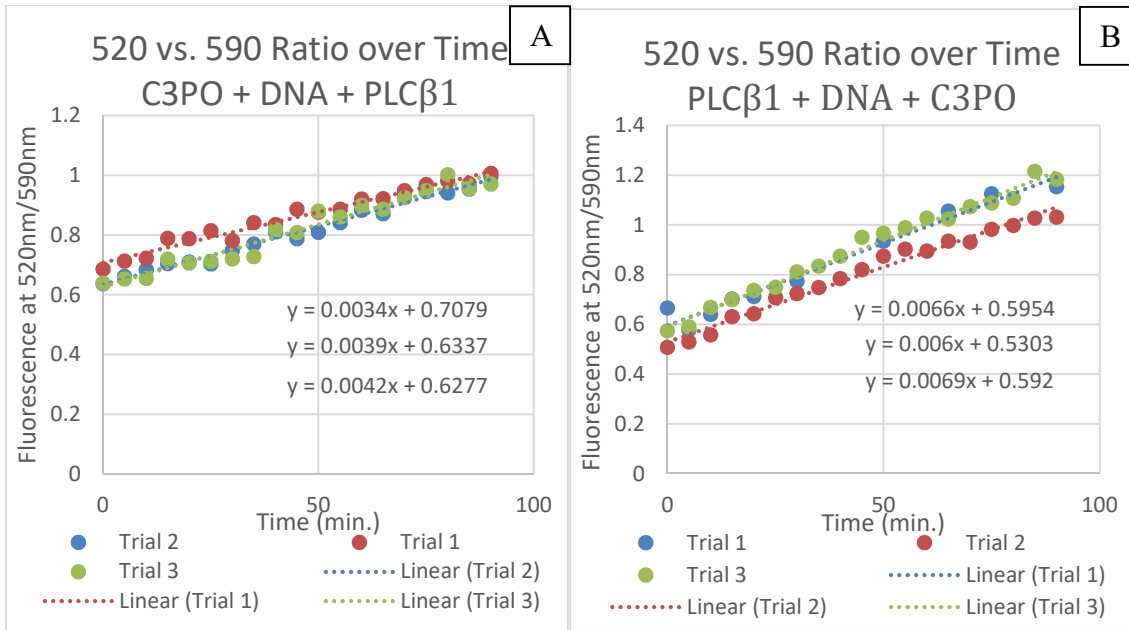 A
520 vs. 590 Ratio over Time
C3PO + DNA + PLCβ1
Fluorescence at 520nm/590nm
1.2
1
0.8
0.6
0.4
0.2
0
y = 0.0034x + 0.7079
y = 0.0039x + 0.6337
y = 0.0042x + 0.6277
0
50
100
Time (min.)
Trial 2
Trial 1
Trial 3
Linear (Trial 2)
Linear (Trial 1)
Linear (Trial 3)
B
520 vs. 590 Ratio over Time
PLCβ1 + DNA + C3PO
Fluorescence at 520nm/590nm
1.4
1.2
1
0.8
0.6
0.4
0.2
0
y = 0.0066x + 0.5954
y = 0.006x + 0.5303
y = 0.0069x + 0.592
0
50
100
Time (min.)
Trial 1
Trial 2
Trial 3
Linear (Trial 1)
Linear (Trial 2)
Linear (Trial 3)